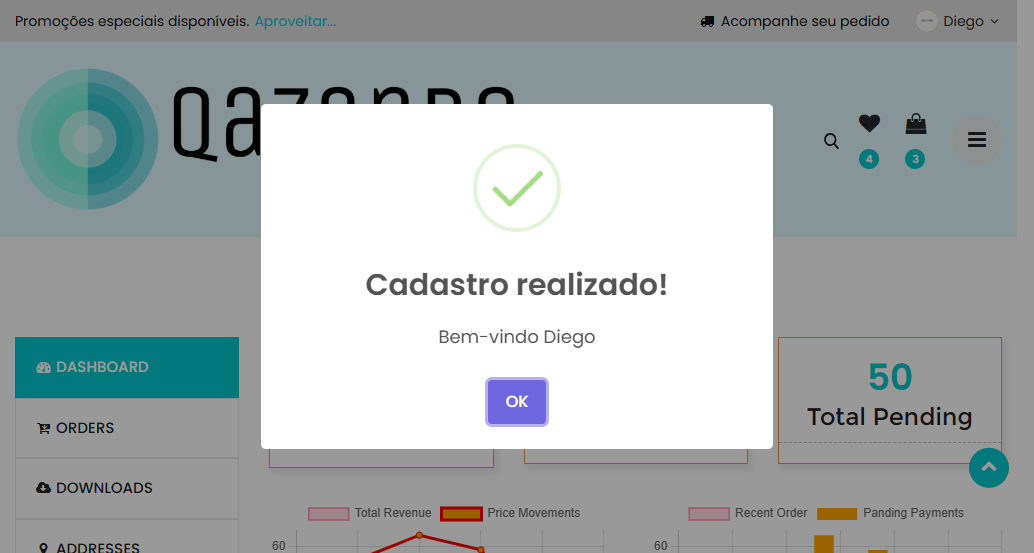 Promoções especiais disponíveis. Aproveitar...
Acompanhe seu pedido
Diego
4
3
Cadastro realizado!
Bem-vindo Diego
OK
DASHBOARD
ORDERS
DOWNLOADS
ADDRESSES
50
Total Pending
Total Revenue
Price Movements
Recent Order
Panding Payments
60
60